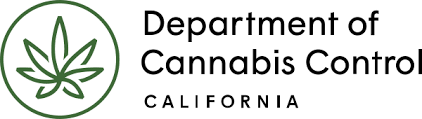 Department of
Cannabis Control
CALIFORNIA